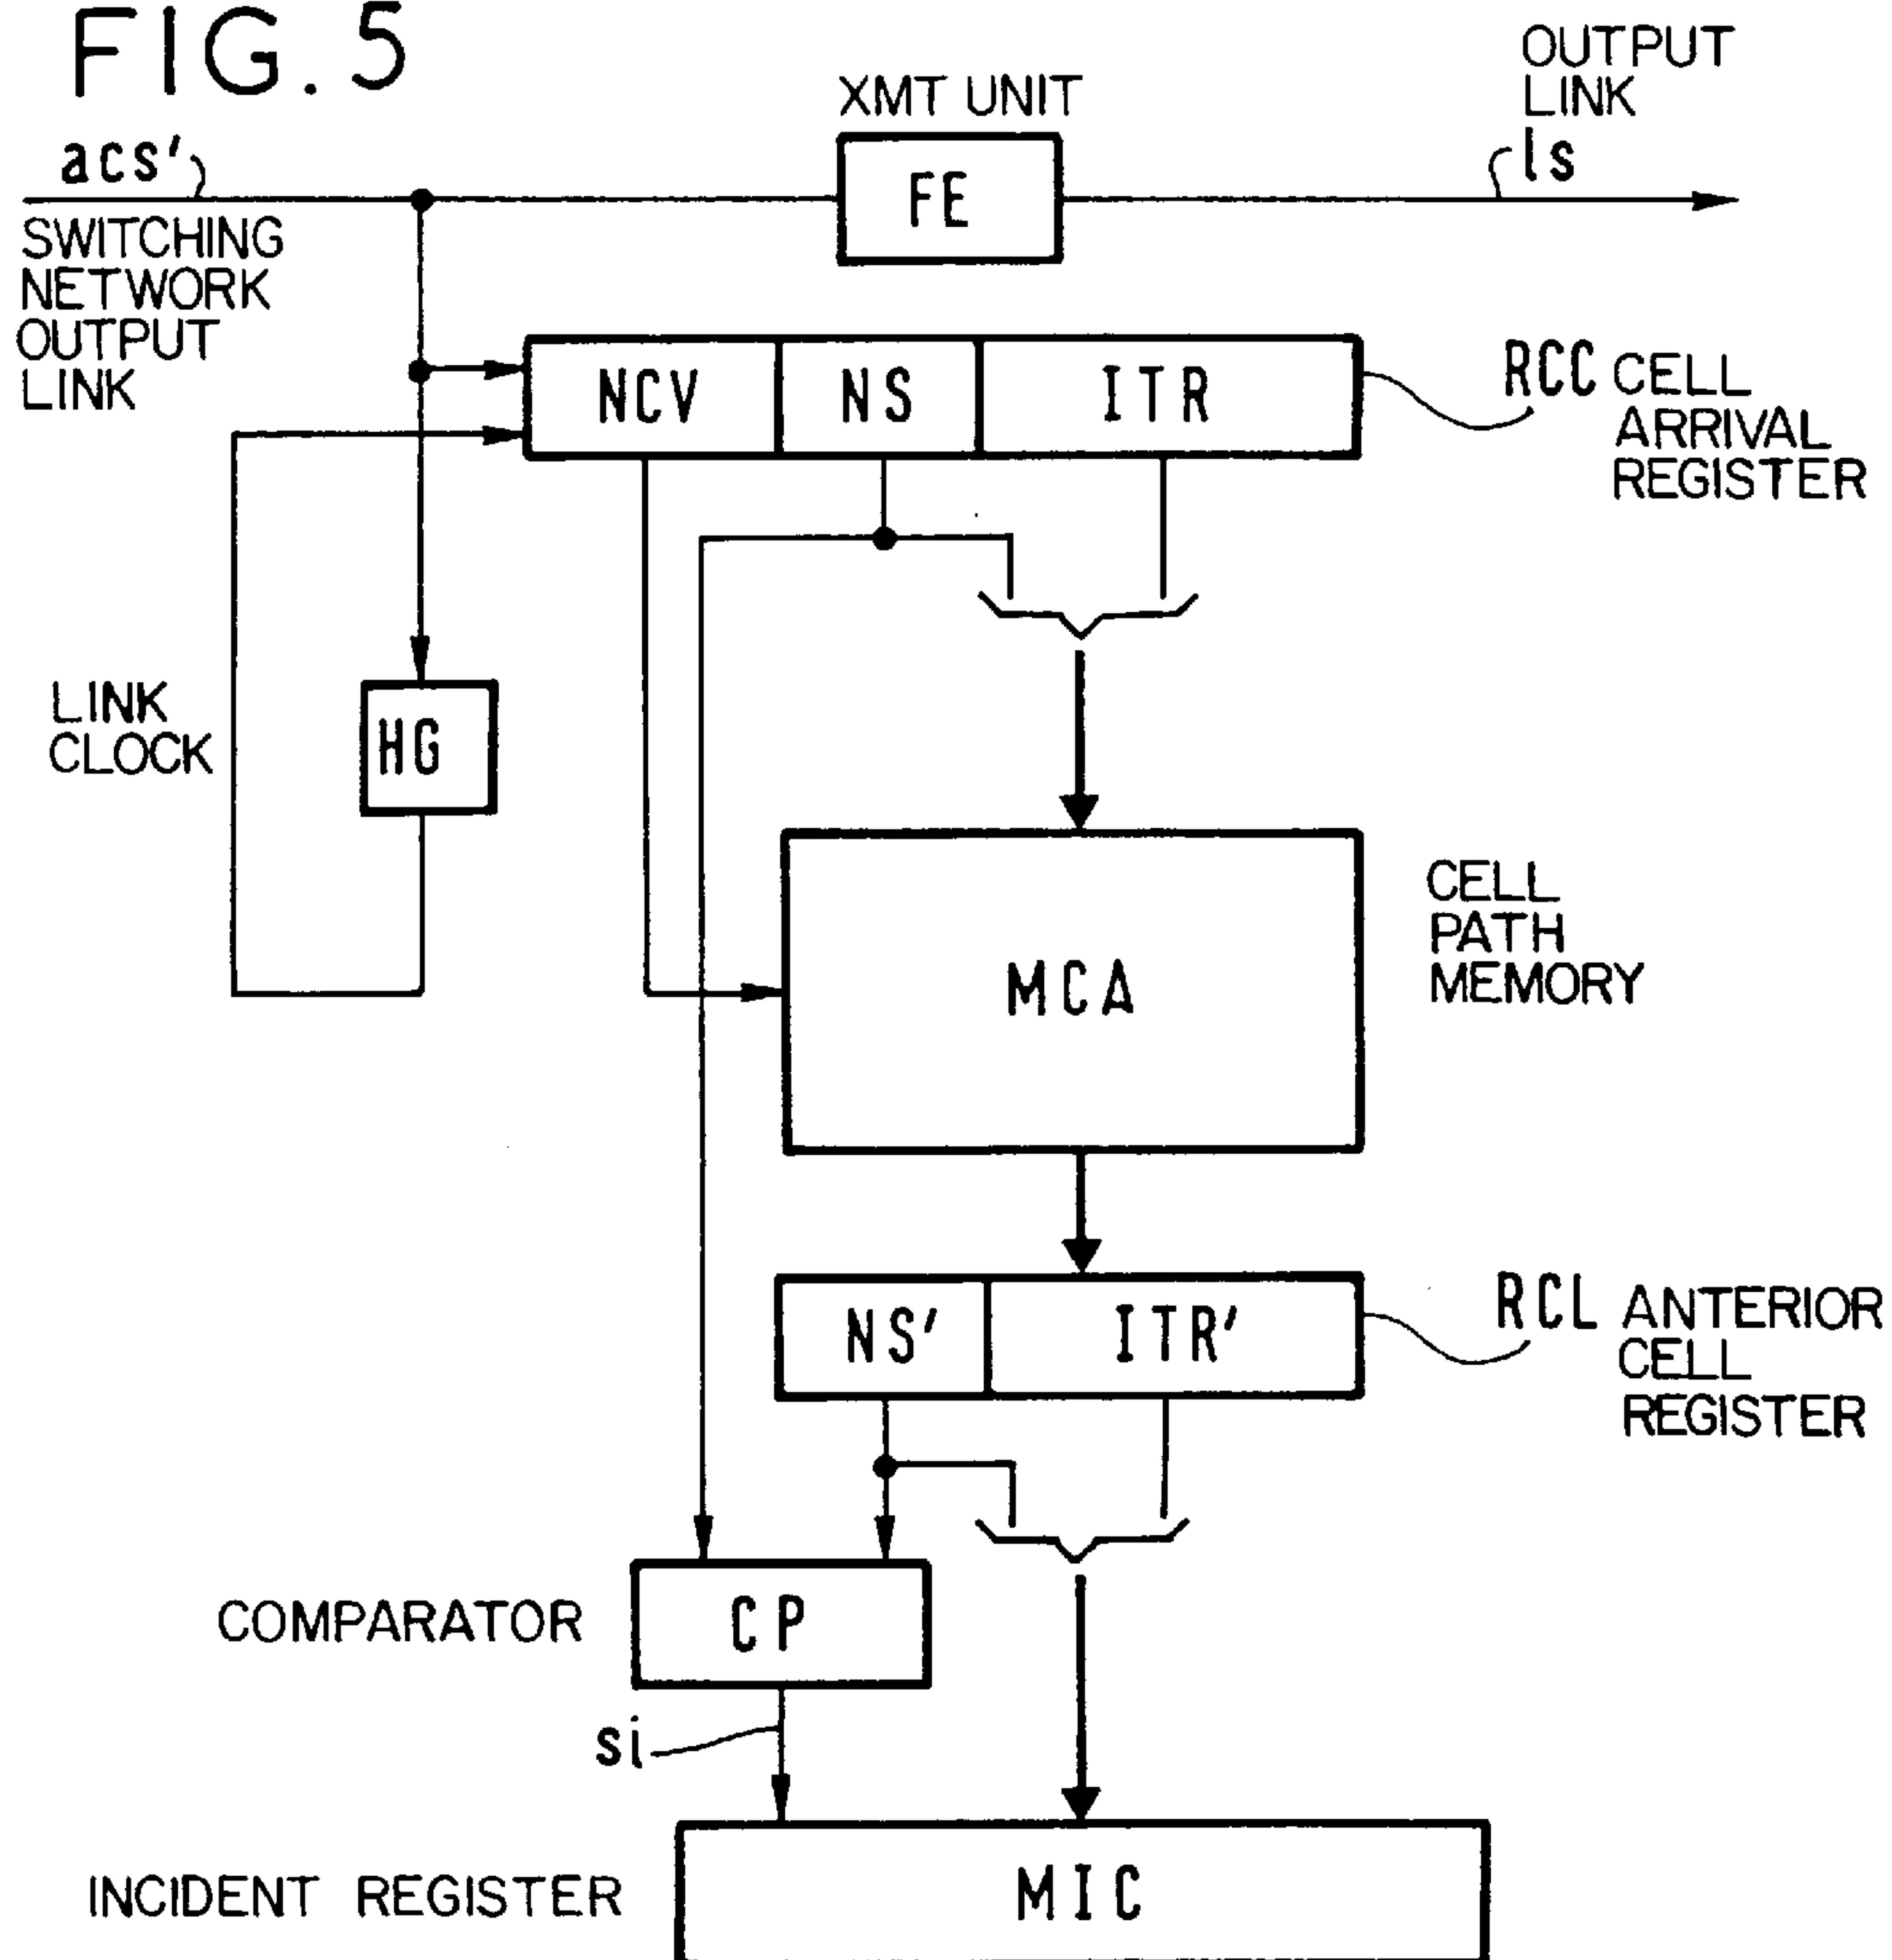 FIG. 5
OUTPUT
LINK
XMT UNIT
acs'
FE
ls
SWITCHING
NETWORK
OUTPUT
LINK
NCV NS ITR
RCC CELL
ARRIVAL
REGISTER
LINK
CLOCK
HG
CELL
PATH
MEMORY
MCA
NS' ITR'
RCL ANTERIOR
CELL
REGISTER
COMPARATOR
CP
si
INCIDENT REGISTER
MIC